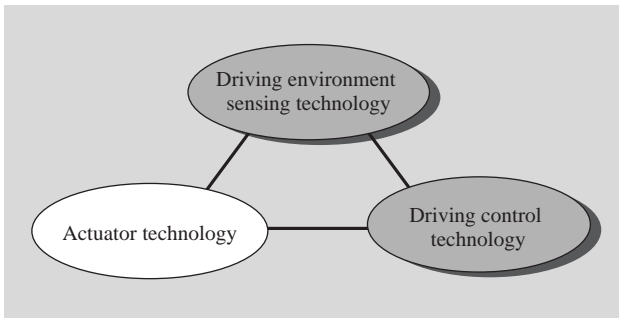 Driving environment
sensing technology
Actuator technology
Driving control
technology